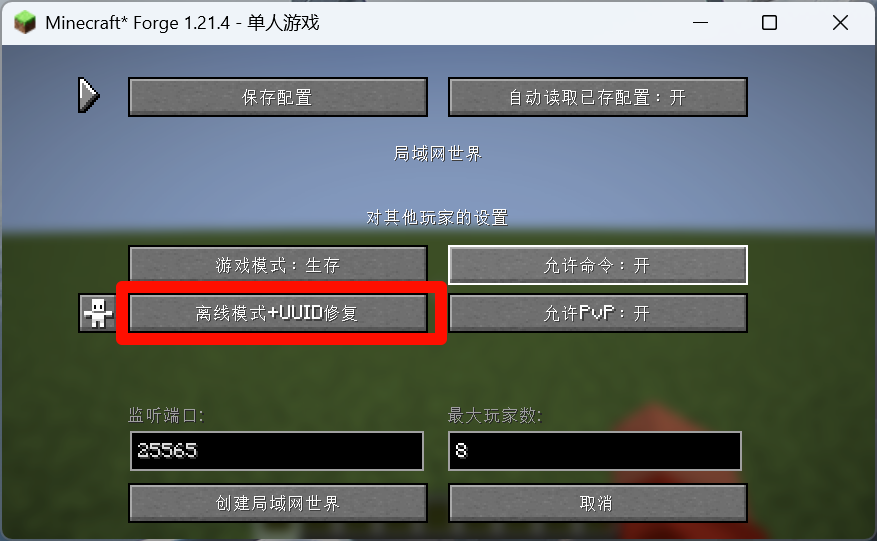 Minecraft* Forge 1.21.4 - 单人游戏
保存配置
自动读取已存配置：开
局域网世界
对其他玩家的设置
游戏模式：生存
允许命令：开
离线模式+UUID修复
允许PvP：开
监听端口:
最大玩家数:
25565
8
创建局域网世界
取消